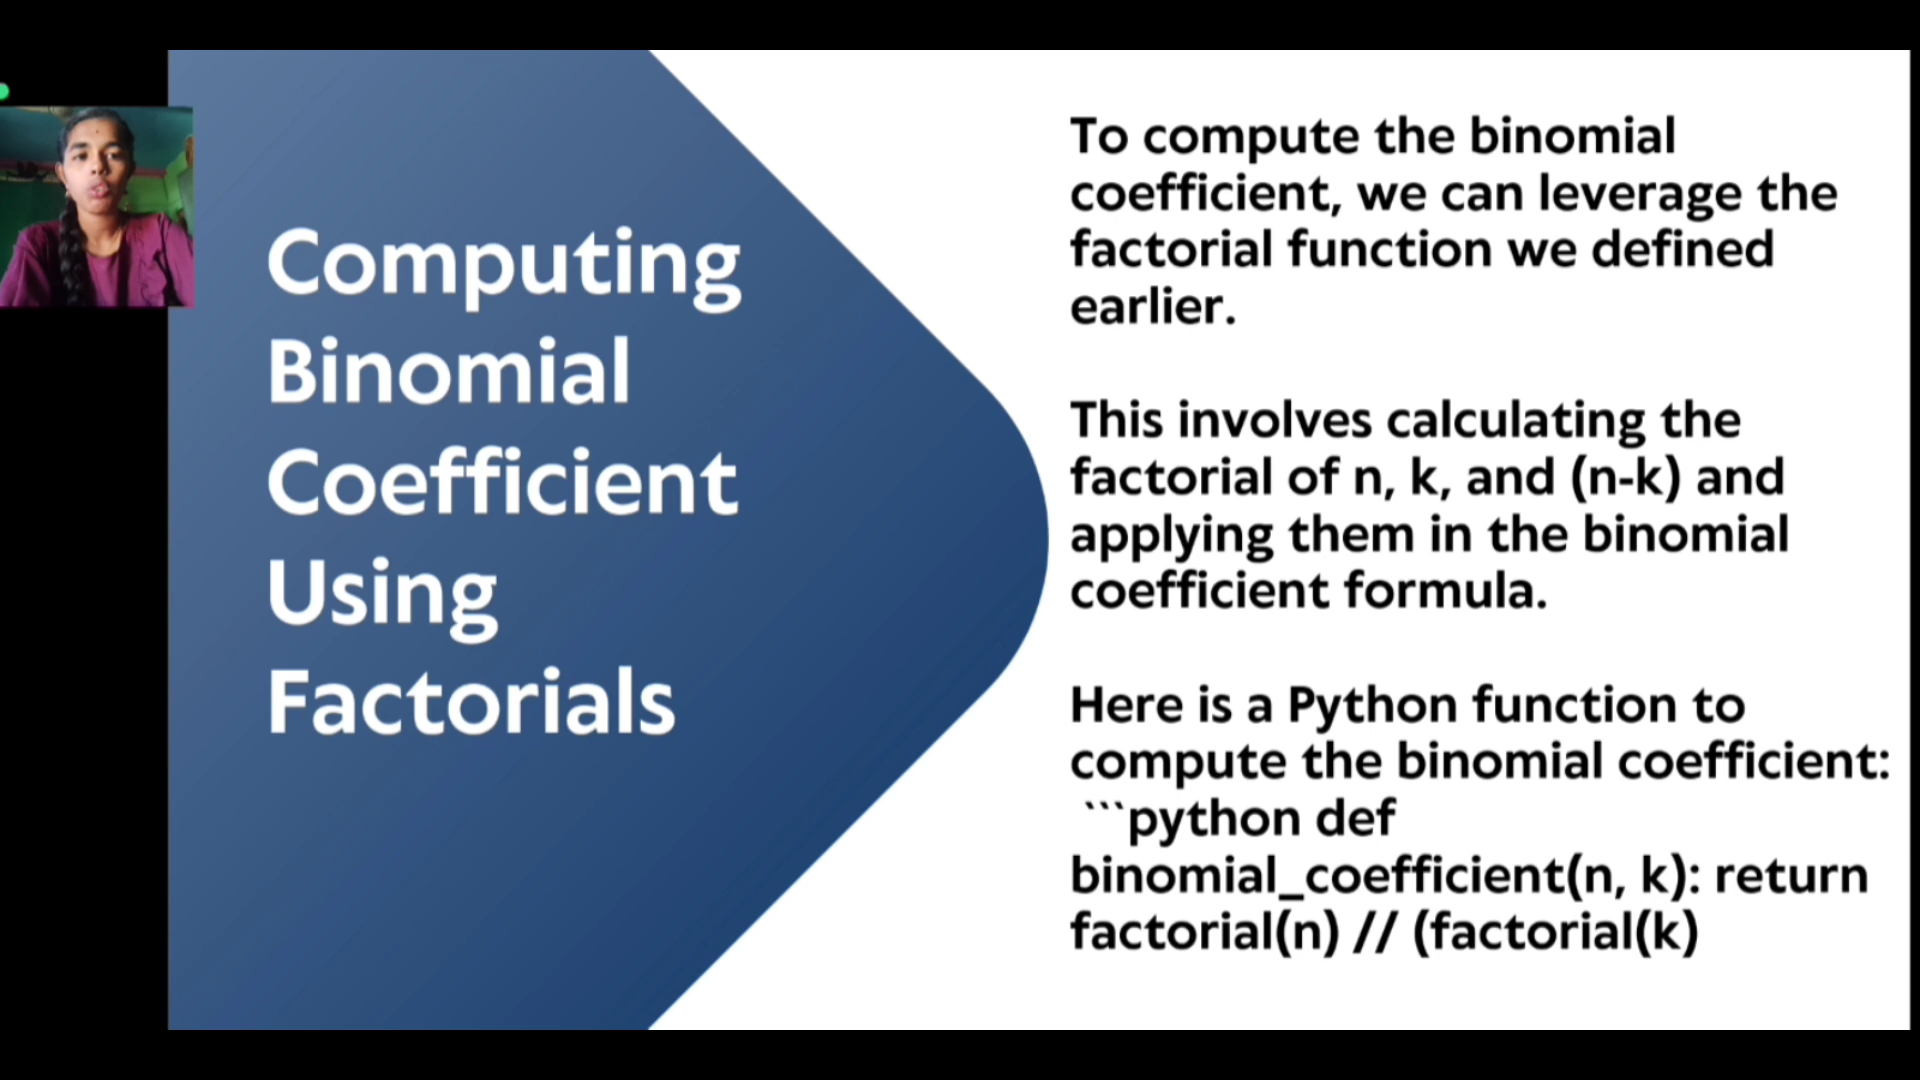 Computing
Binomial
Coefficient
Using
Factorials
To compute the binomial
coefficient, we can leverage the
factorial function we defined
earlier.
This involves calculating the
factorial of n, k, and (n-k) and
applying them in the binomial
coefficient formula.
Here is a Python function to
compute the binomial coefficient:
```python def
binomial_coefficient(n, k): return
factorial(n) // (factorial(k)